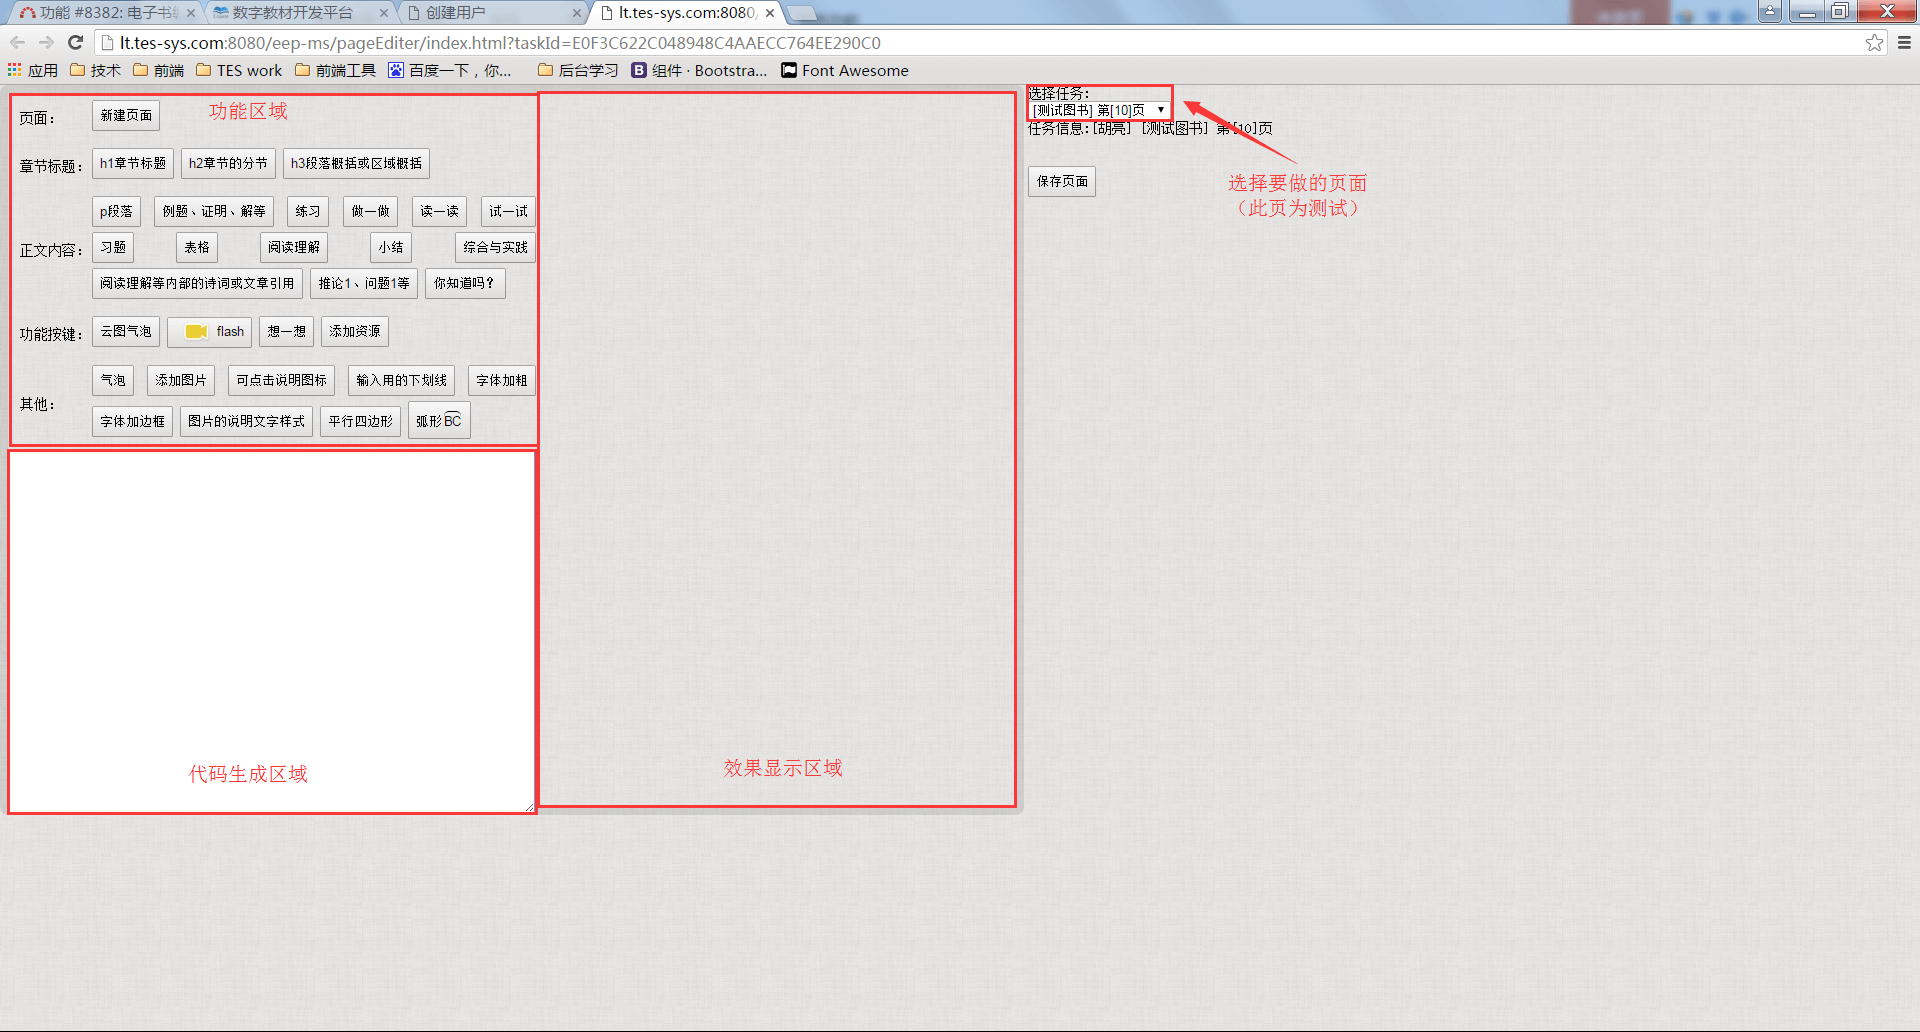 功能 #8382: 电子书
数字教材开发平台
创建用户
lt.tes-sys.com:8080
lt.tes-sys.com:8080/eep-ms/pageEditer/index.html?taskId=E0F3C622C048948C4AAECC764EE290C0
应用 技术 前端 TES work 前端工具 百度一下，你... 后台学习 组件 · Bootstra... Font Awesome
功能区域
页面： 新建页面
章节标题： h1章节标题 h2章节的分节 h3段落概括或区域概括
正文内容：
p段落 例题、证明、解等 练习 做一做 读一读 试一试
习题 表格 阅读理解 小结 综合与实践
阅读理解等内部的诗词或文章引用 推论1、问题1等 你知道吗？
功能按键： 云图气泡 flash 想一想 添加资源
其他：
气泡 添加图片 可点击说明图标 输入用的下划线 字体加粗
字体加边框 图片的说明文字样式 平行四边形 弧形BC
代码生成区域
效果显示区域
选择任务：
[测试图书] 第[10]页
任务信息：[胡亮] [测试图书] 第[10]页
保存页面
选择要做的页面
（此页为测试）